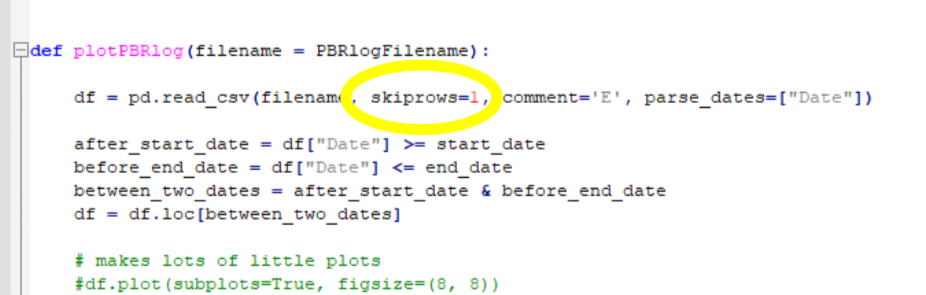 def plotPBRlog(filename = PBRlogFilename):
df = pd.read_csv(filename, skiprows=1, comment='E', parse_dates=["Date"])
after_start_date = df["Date"] >= start_date
before_end_date = df["Date"] <= end_date
between_two_dates = after_start_date & before_end_date
df = df.loc[between_two_dates]
# makes lots of little plots
#df.plot(subplots=True, figsize=(8, 8))